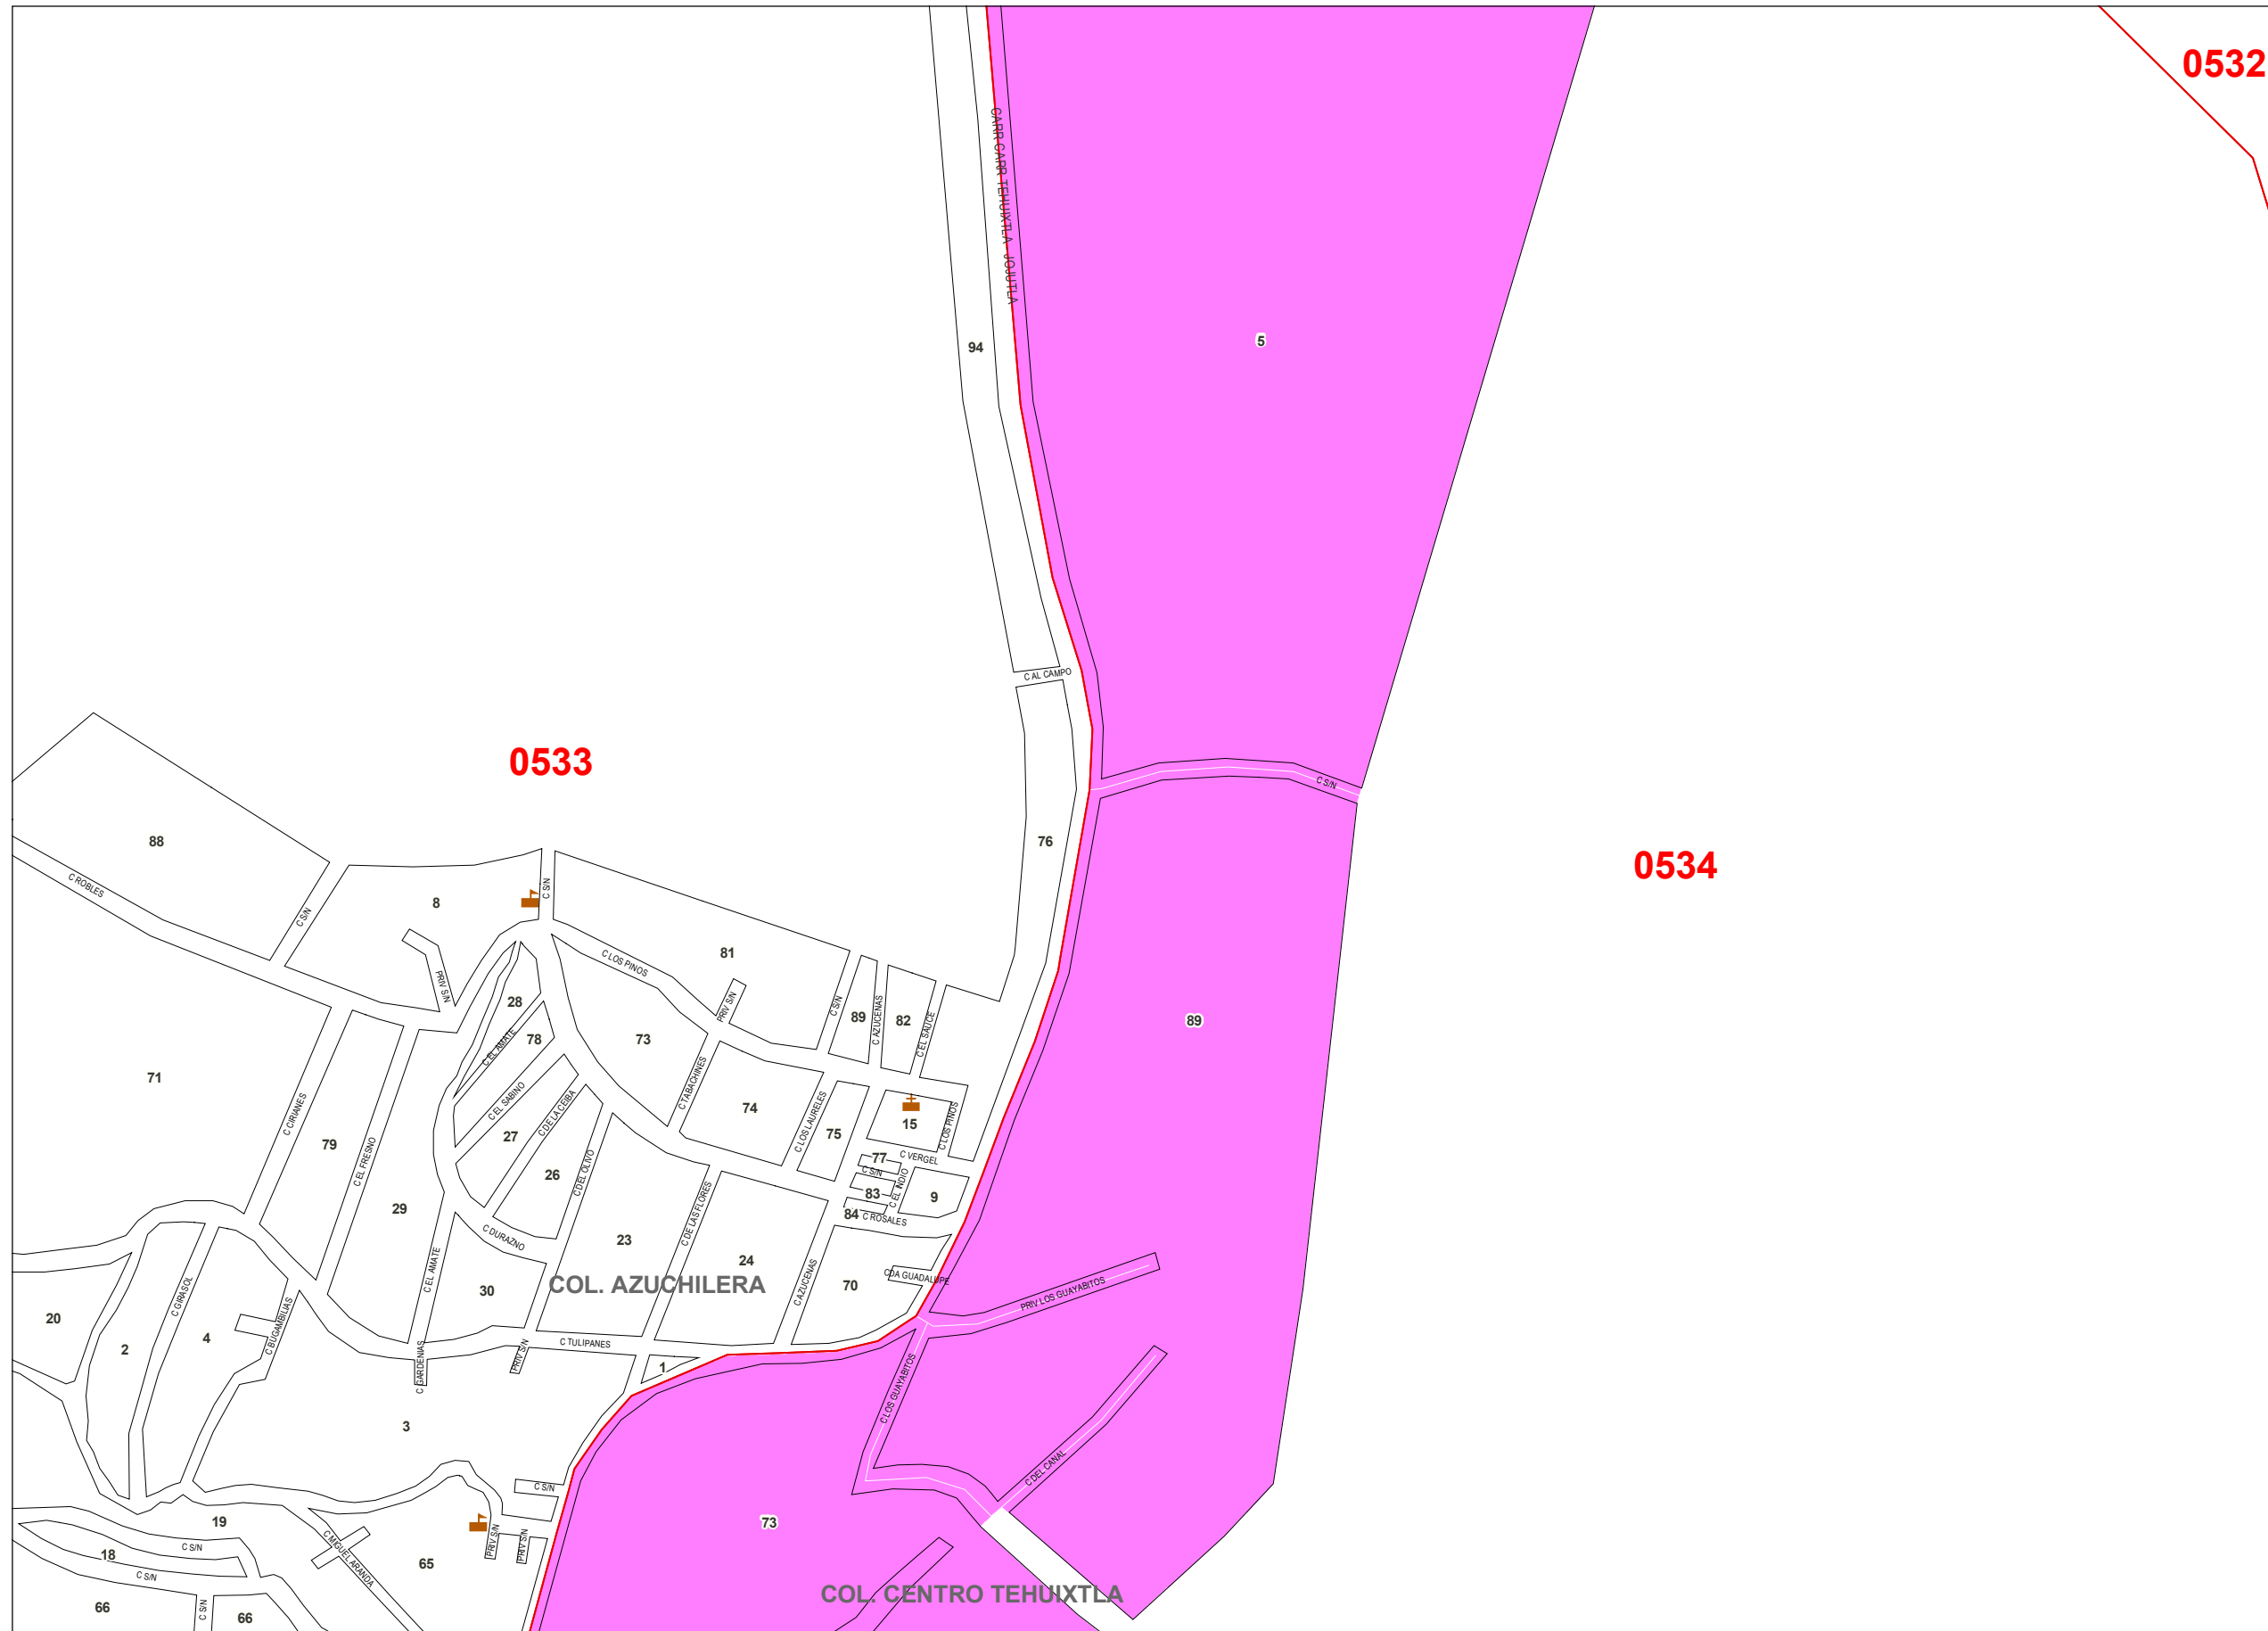 0532
CARR CARR TEHUIXTLA JOJUTLA
94
5
C AL CAMPO
0533
C S/N
88
76
0534
C ROBLES
8
C S/N
C S/N
81
C LOS PINOS
PRIV S/N
28
PRIV S/N
C S/N
89
C AZUCENAS
82
C EL SAUCE
89
C EL AMATE
78
73
71
C TABACHINES
C EL SABINO
C DE LA CEIBA
74
C CIRIANES
79
27
C LOS LAURELES
75
15
C LOS PINOS
C EL FRESNO
C VERGEL
77
C S/N
26
C DEL OLIVO
83
C EL INDIO
9
29
84
C ROSALES
C DE LAS FLORES
C DURAZNO
23
24
C EL AMATE
COL. AZUCHILERA
C AZUCENAS
CDA GUADALUPE
70
PRIV LOS GUAYABITOS
30
C GIRASOL
20
2
4
C BUGAMBILIAS
C TULIPANES
PRIV S/N
1
C GARDENIAS
C LOS GUAYABITOS
3
C DEL CANAL
C S/N
19
73
C MIGUEL ARANDA
PRIV S/N
PRIV S/N
C S/N
18
65
C S/N
COL. CENTRO TEHUIXTLA
66
C S/N
66